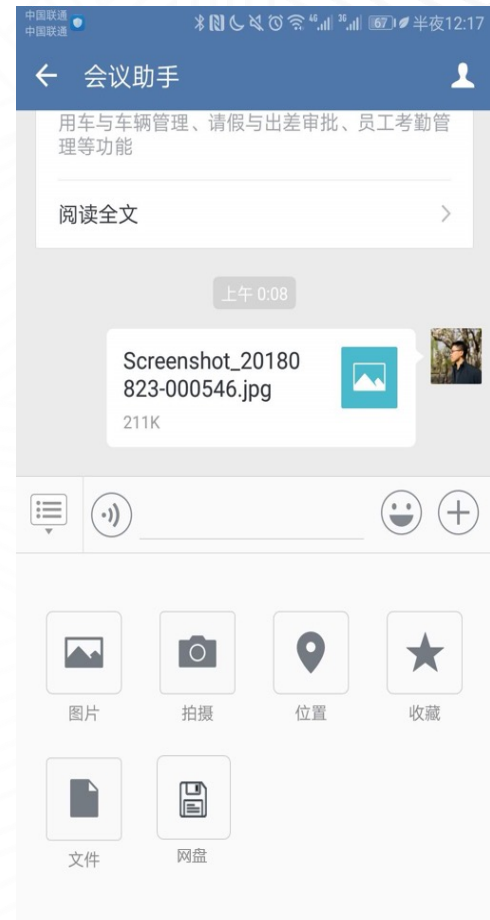 中国联通
中国联通
46 36 67 半夜12:17
会议助手
用车与车辆管理、请假与出差审批、员工考勤管
理等功能
阅读全文
上午 0:08
Screenshot_20180
823-000546.jpg
211K
图片 拍摄 位置 收藏
文件 网盘